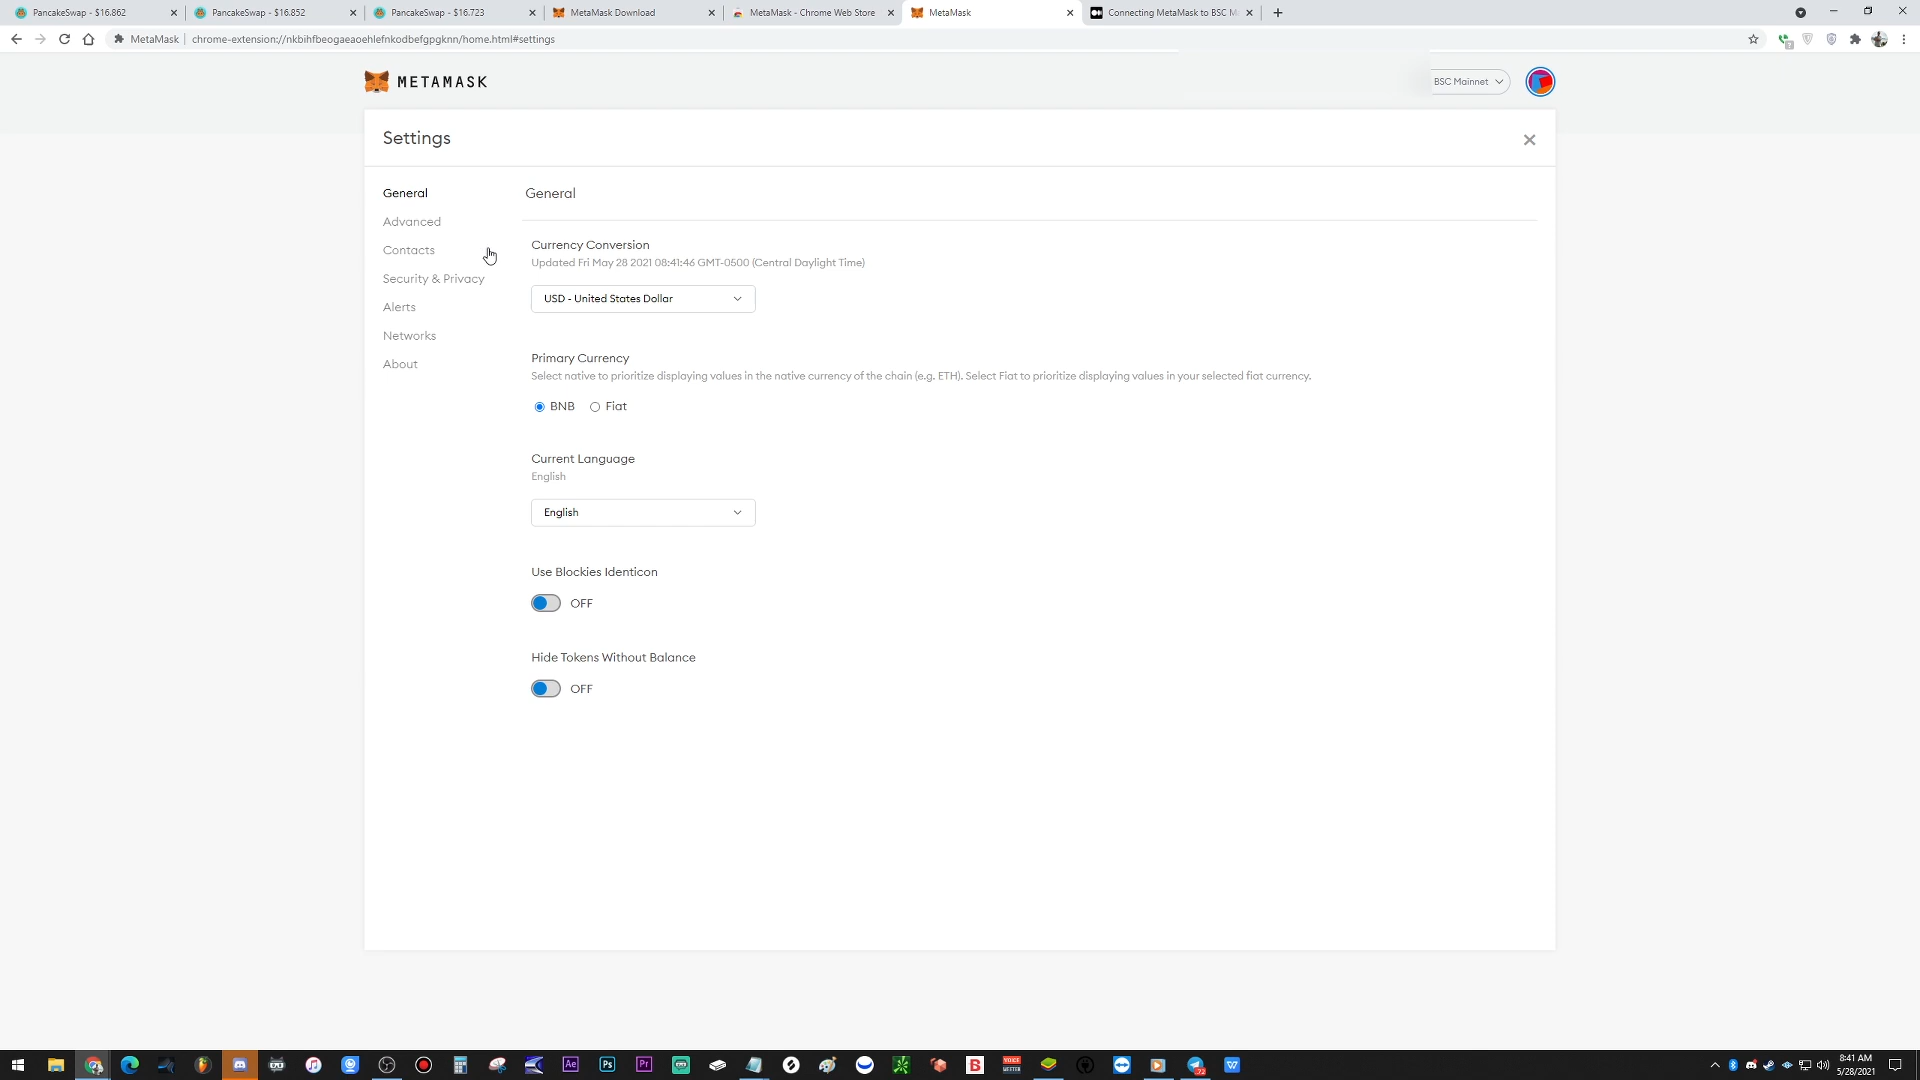 PancakeSwap - $16.862
PancakeSwap - $16.852
PancakeSwap - $16.723
MetaMask Download
MetaMask - Chrome Web Store
MetaMask
Connecting MetaMask to BSC M
MetaMask
chrome-extension://nkbihfbeogaeaoehlefnkodbefgpgknn/home.html#settings
METAMASK
BSC Mainnet
Settings
General
Advanced
Contacts
Security & Privacy
Alerts
Networks
About
General
Currency Conversion
Updated Fri May 28 2021 08:41:46 GMT-0500 (Central Daylight Time)
USD - United States Dollar
Primary Currency
Select native to prioritize displaying values in the native currency of the chain (e.g. ETH). Select Fiat to prioritize displaying values in your selected fiat currency.
BNB
Fiat
Current Language
English
English
Use Blockies Identicon
OFF
Hide Tokens Without Balance
OFF
Ae
Ps
Pr
B
VOICE
MEETER
W
8:41 AM
5/28/2021